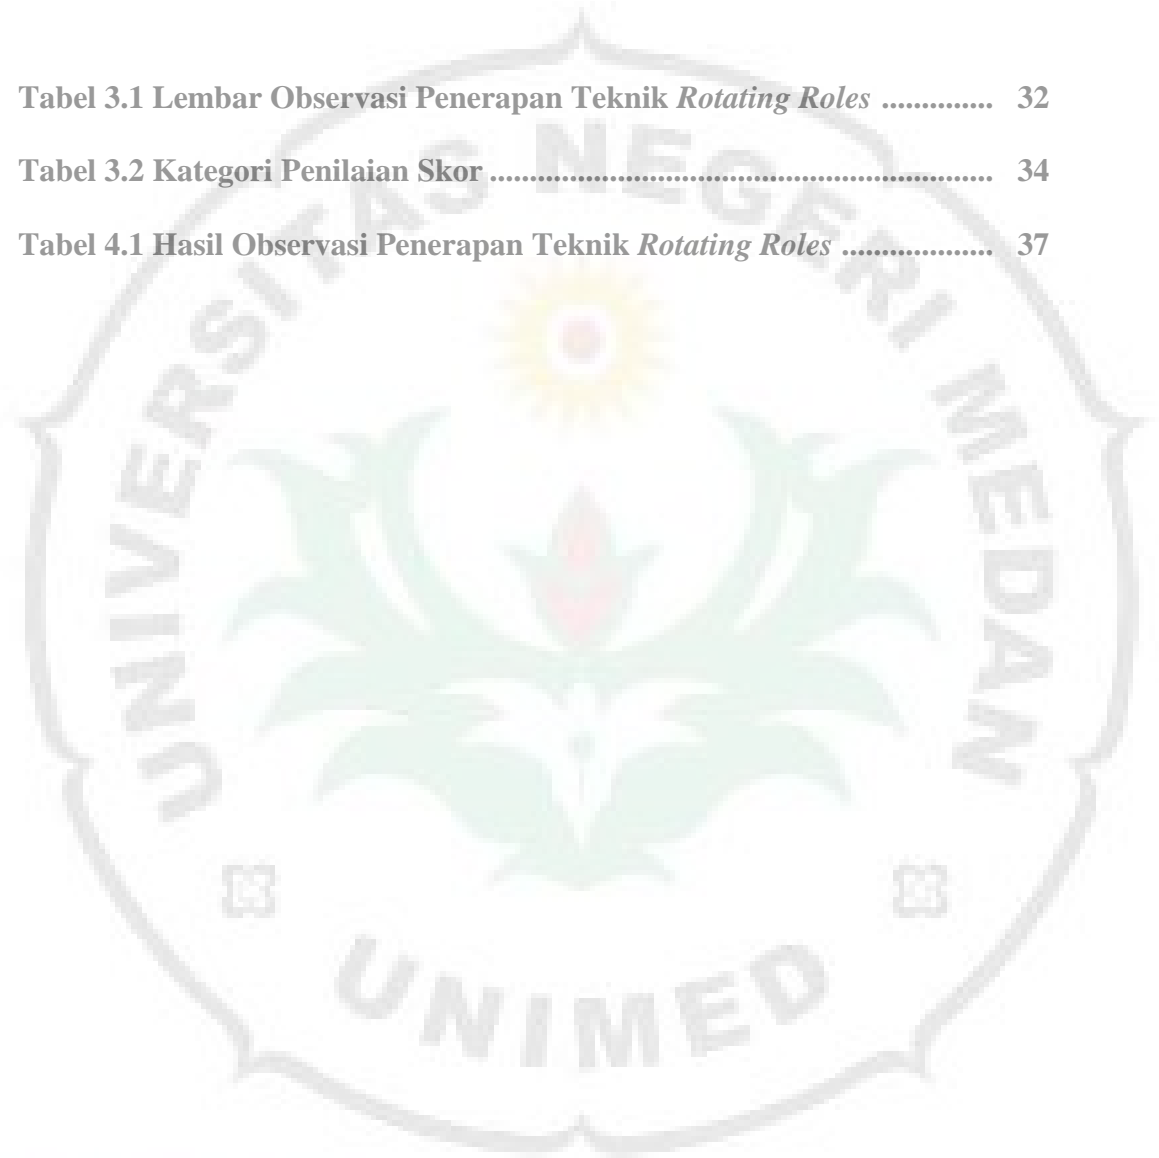 Tabel 3.1 Lembar Observasi Penerapan Teknik Rotating Roles ............... 32
Tabel 3.2 Kategori Penilaian Skor ...................................................................... 34
Tabel 4.1 Hasil Observasi Penerapan Teknik Rotating Roles ..................... 37
UNIVERSITAS NEGERI MEDAN
UNIMED